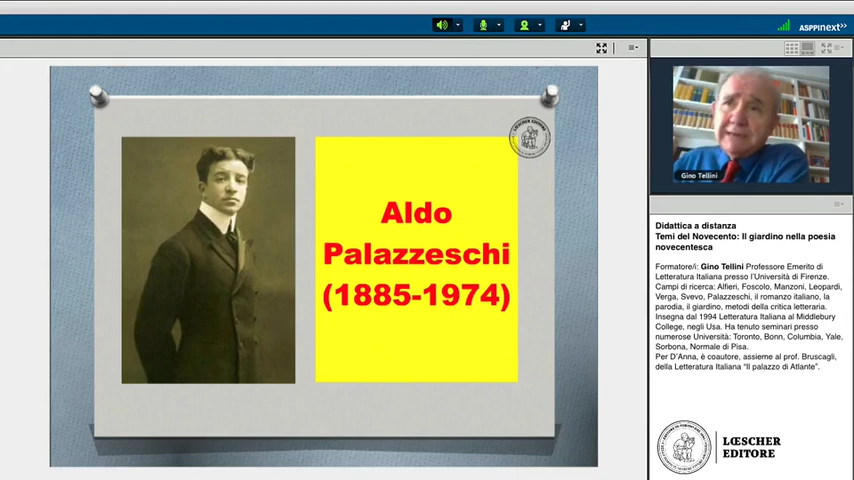 ASPPInext>>
LŒSCHER EDITORE
Aldo
Palazzeschi
(1885-1974)
Gino Tellini
Didattica a distanza
Temi del Novecento: Il giardino nella poesia
novecentesca
Formatore/i: Gino Tellini Professore Emerito di
Letteratura Italiana presso l'Università di Firenze.
Campi di ricerca: Alfieri, Foscolo, Manzoni, Leopardi,
Verga, Svevo, Palazzeschi, il romanzo italiano, la
parodia, il giardino, metodi della critica letteraria.
Insegna dal 1994 Letteratura Italiana al Middlebury
College, negli Usa. Ha tenuto seminari presso
numerose Università: Toronto, Bonn, Columbia, Yale,
Sorbona, Normale di Pisa.
Per D'Anna, è coautore, assieme al prof. Bruscagli,
della Letteratura Italiana "Il palazzo di Atlante".
LŒSCHER
EDITORE